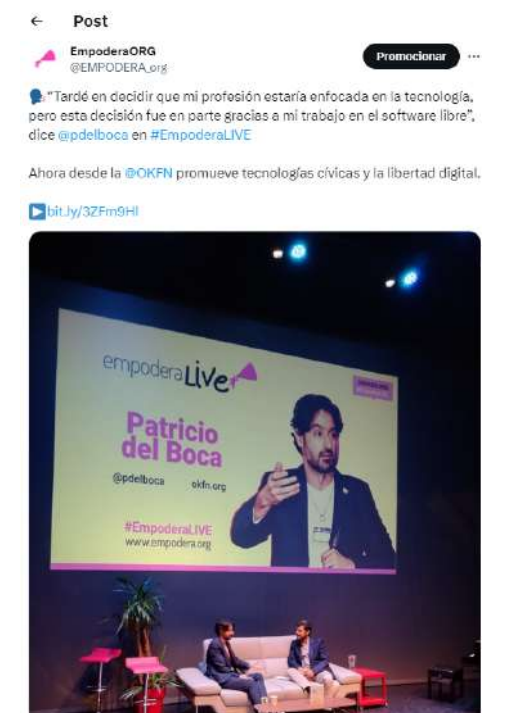 Post
EmpoderaORG
@EMPODERA_org
Promocionar
"Tardé en decidir que mi profesión estaría enfocada en la tecnología,
pero esta decisión fue en parte gracias a mi trabajo en el software libre",
dice @pdelboca en #EmpoderaLIVE
Ahora desde la @OKFN promueve tecnologías cívicas y la libertad digital.
bit.ly/3ZFm9HI
empoderaLIVE
Patricio
del Boca
@pdelboca okfn.org
#EmpoderaLIVE
www.empodera.org